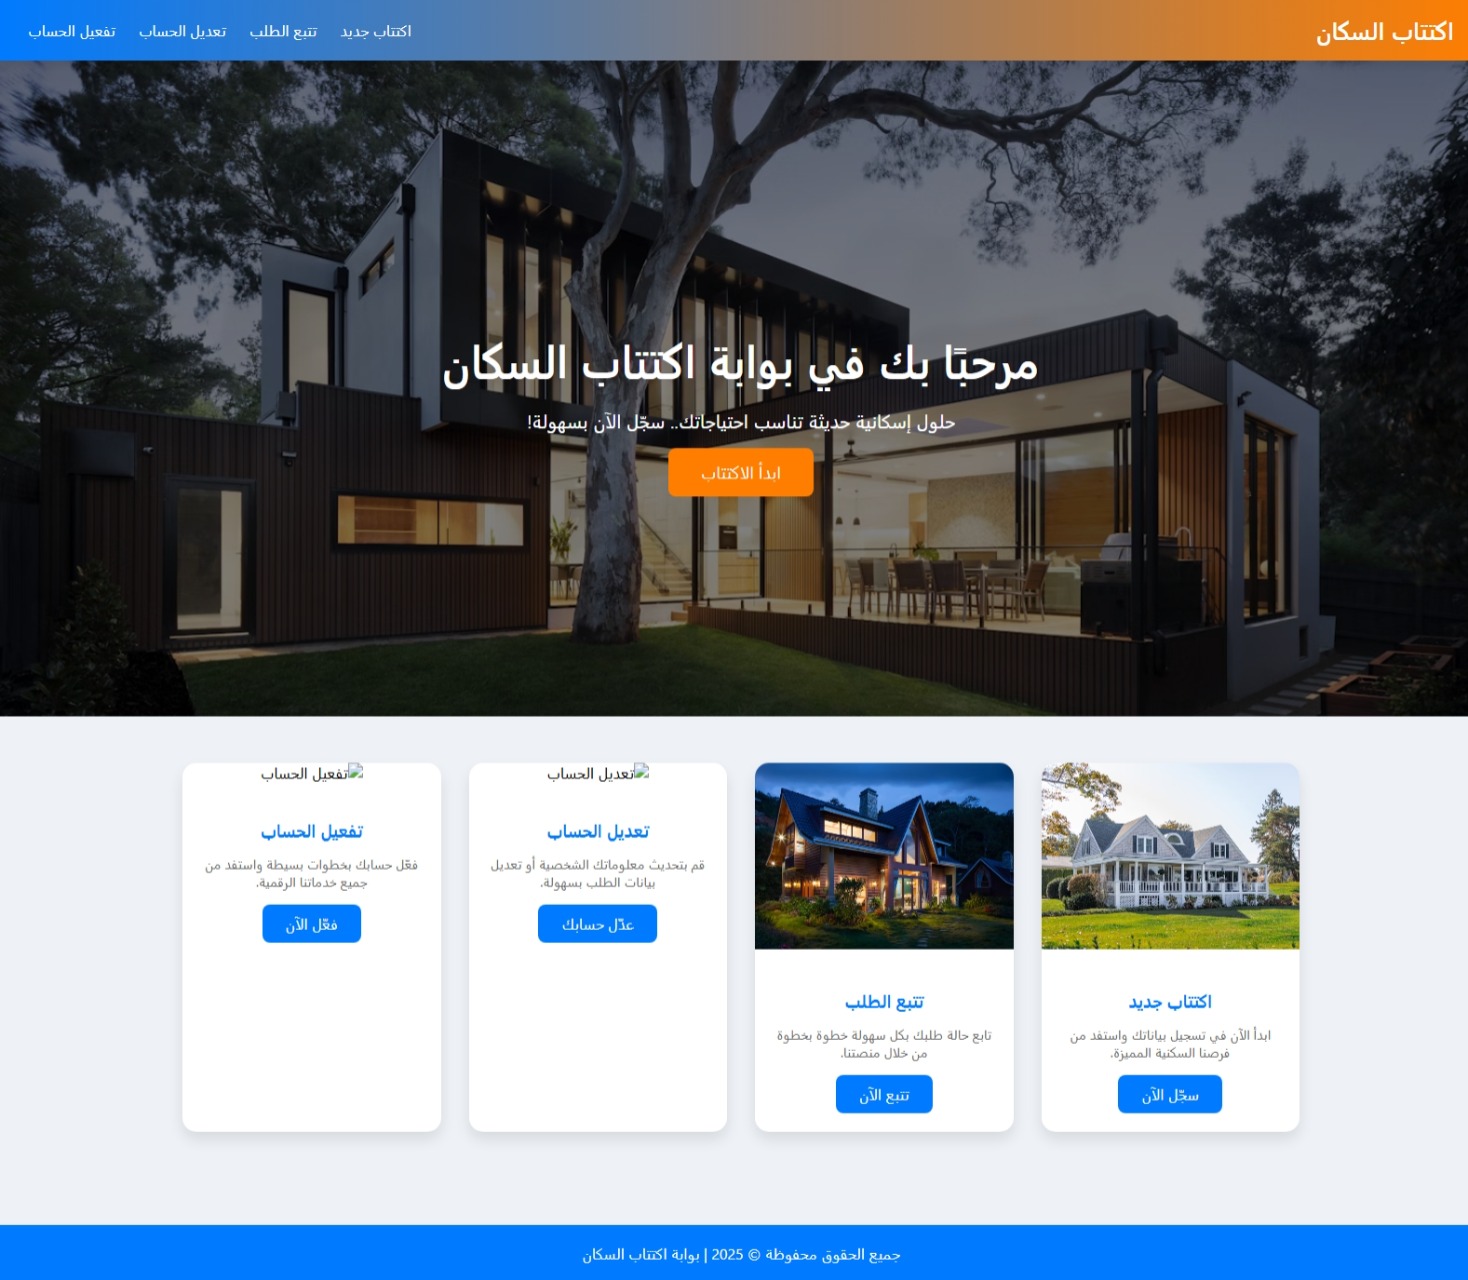 اكتتاب السكان
اكتتاب جديد
تتبع الطلب
تعديل الحساب
تفعيل الحساب
مرحبًا بك في بوابة اكتتاب السكان
حلول إسكانية حديثة تناسب احتياجاتك.. سجّل الآن بسهولة!
ابدأ الاكتتاب
اكتتاب جديد
ابدأ الآن في تسجيل بياناتك واستفد من
فرصنا السكنية المميزة.
سجّل الآن
تتبع الطلب
تابع حالة طلبك بكل سهولة خطوة بخطوة
من خلال منصتنا.
تتبع الآن
تعديل الحساب
تعديل الحساب
قم بتحديث معلوماتك الشخصية أو تعديل
بيانات الطلب بسهولة.
عدّل حسابك
تفعيل الحساب
تفعيل الحساب
فعّل حسابك بخطوات بسيطة واستفد من
جميع خدماتنا الرقمية.
فعّل الآن
جميع الحقوق محفوظة © 2025 | بوابة اكتتاب السكان